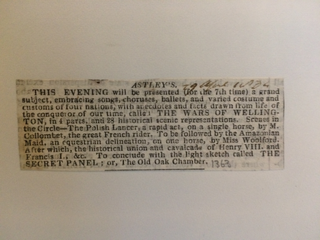 ASTLEY'S.
THIS EVENING will be presented (for the 7th time) a grand
subject, embracing songs, chorusses, ballets, and varied costume and
customs of four nations, with anecdotes and facts drawn from life of
the conqueror of our time, called THE WARS OF WELLING-
TON, in 4 parts, and 28 historical scenic representations. Scenes in
the Circle—The Polish Lancer, a rapid act, on a single horse, by M.
Collombet, the great French rider. To be followed by the Amazonian
Maid, an equestrian delineation, on one horse, by Miss Woolford.
After which, the historical union and cavalcade of Henry VIII. and
Francis I., &c. To conclude with the light sketch called THE
SECRET PANEL; or, The Old Oak Chamber. 1363